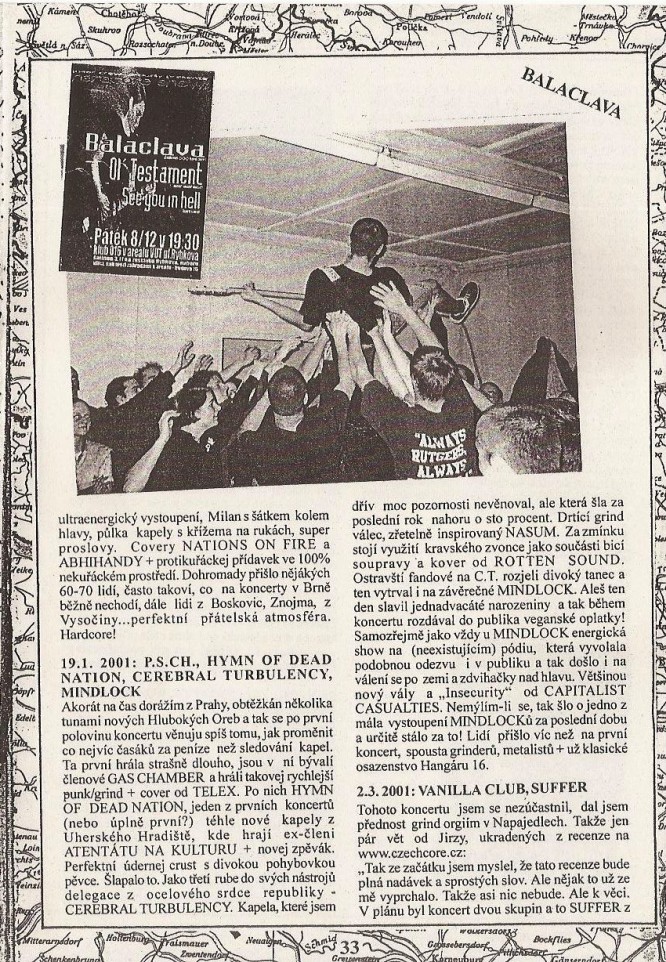 BALACLAVA
Balaclava
Ol' Testament
See you in hell
Pátek 8/12 v 19.30
"ALWAYS
RUTGERS,
ALWAYS
ultraenergický vystoupení, Milan s šátkem kolem
hlavy, půlka kapely s křížema na rukách, super
proslovy. Covery NATIONS ON FIRE a
ABHINANDY + protikuřáckej přídavek ve 100%
nekuřáckém prostředí. Dohromady přišlo nějákých
60-70 lidí, často takoví, co na koncerty v Brně
běžně nechodí, dále lidi z Boskovic, Znojma, z
Vysočiny...perfektní přátelská atmosféra.
Hardcore!
19.1. 2001: P.S.CH., HYMN OF DEAD
NATION, CEREBRAL TURBULENCY,
MINDLOCK
Akorát na čas dorážím z Prahy, obtěžkán několika
tunami nových Hlubokých Oreb a tak se po první
polovinu koncertu věnuju spíš tomu, jak proměnit
co nejvíc časáků za peníze než sledování kapel.
Ta první hrála strašně dlouho, jsou v ní bývalí
členové GAS CHAMBER a hráli takovej rychlejší
punk/grind + cover od TELEX. Po nich HYMN
OF DEAD NATION, jeden z prvních koncertů
(nebo úplně první?) téhle nové kapely z
Uherského Hradiště, kde hrají ex-členi
ATENTÁTU NA KULTURU + novej zpěvák.
Perfektní údernej crust s divokou pohybovkou
pěvce. Šlapalo to. Jako třetí rube do svých nástrojů
delegace z ocelového srdce republiky -
CEREBRAL TURBULENCY. Kapela, které jsem
dřív moc pozornosti nevěnoval, ale která šla za
poslední rok nahoru o sto procent. Drtící grind
válec, zřetelně inspirovaný NASUM. Za zmínku
stojí využití kravského zvonce jako součásti bicí
soupravy a kover od ROTTEN SOUND.
Ostravští fandové na C.T. rozjeli divoký tanec a
ten vytrval i na závěrečné MINDLOCK. Aleš ten
den slavil jednadvacáté narozeniny a tak během
koncertu rozdával do publika veganské oplatky!
Samozřejmě jako vždy u MINDLOCK energická
show na (neexistujícím) pódiu, která vyvolala
podobnou odezvu i v publiku a tak došlo i na
válení se po zemi a zdvihačky nad hlavu. Většinou
nový vály a „Insecurity" od CAPITALIST
CASUALTIES. Nemýlím-li se, tak šlo o jedno z
mála vystoupení MINDLOCKů za poslední dobu
a určitě stálo za to! Lidí přišlo víc než na první
koncert, spousta grinderů, metalistů + už klasické
osazenstvo Hangáru 16.
2.3. 2001: VANILLA CLUB, SUFFER
Tohoto koncertu jsem se nezúčastnil, dal jsem
přednost grind orgiím v Napajedlech. Takže jen
pár vět od Jirzy, ukradených z recenze na
www.czechcore.cz:
„Tak ze začátku jsem myslel, že tato recenze bude
plná nadávek a sprostých slov. Ale nějak to už ze
mě vyprchalo. Takže asi nic nebude. Ale k věci.
V plánu byl koncert dvou skupin a to SUFFER z
33